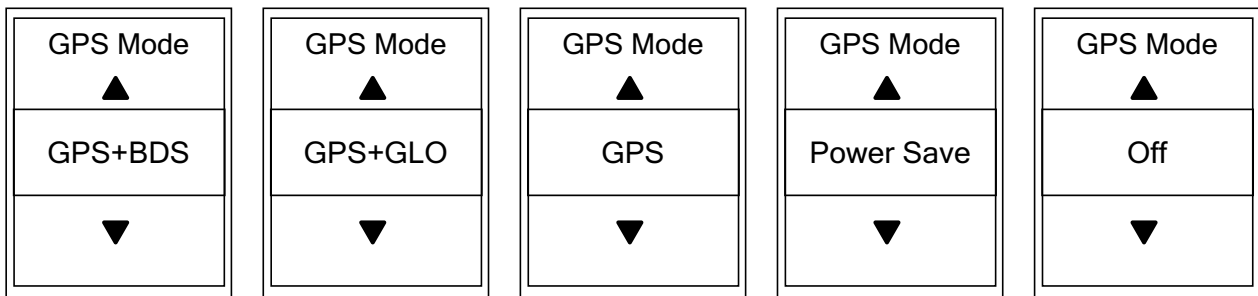 GPS Mode
GPS+BDS
GPS Mode
GPS+GLO
GPS Mode
GPS
GPS Mode
Power Save
GPS Mode
Off